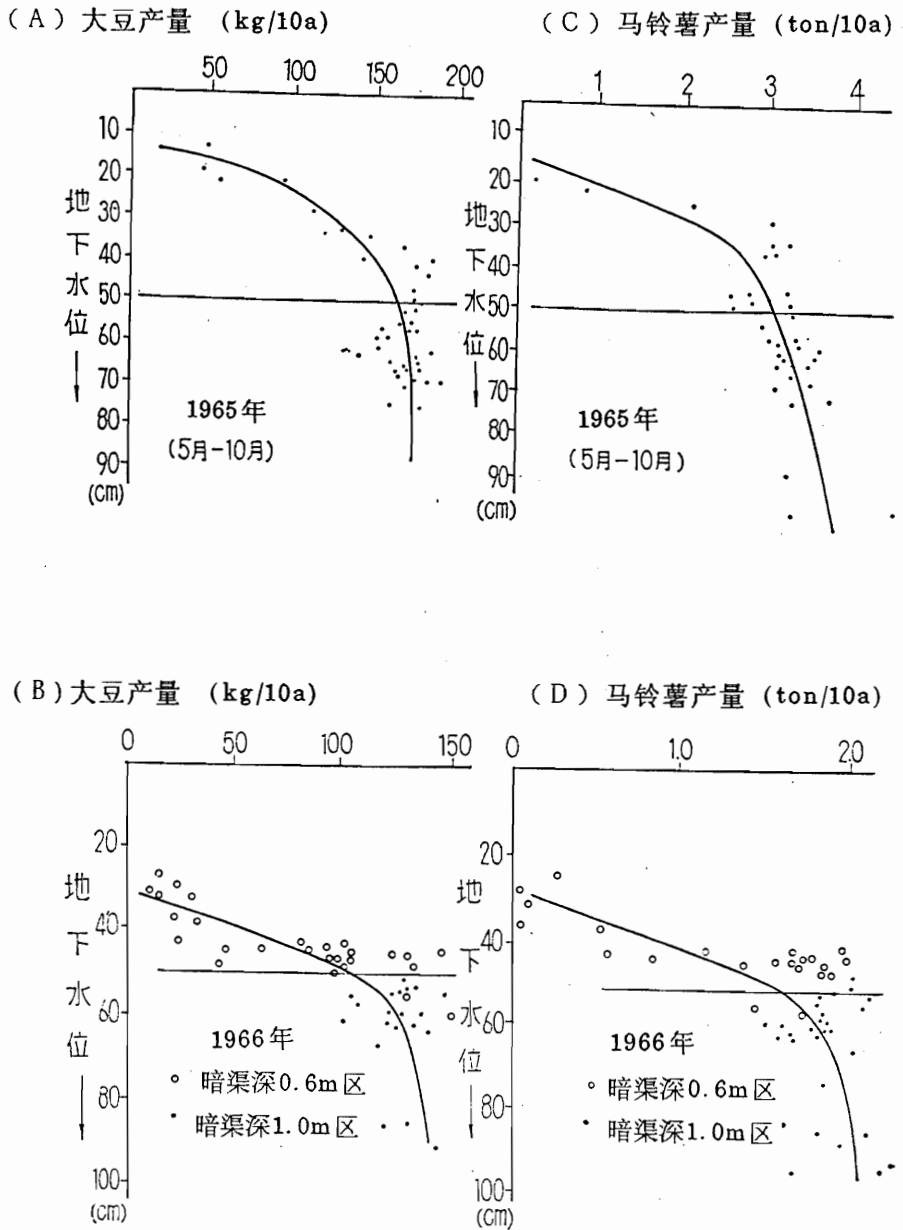 (A) 大豆产量 (kg/10a)
50 100 150 200
10
20
30
40
50
60
70
80
90
(cm)
地下水位
1965年
(5月-10月)
(C) 马铃薯产量 (ton/10a)
1 2 3 4
10
20
30
40
50
60
70
80
90
(cm)
地下水位
1965年
(5月-10月)
(B) 大豆产量 (kg/10a)
0 50 100 150
20
40
60
80
100
(cm)
地下水位
1966年
暗渠深0.6m区
暗渠深1.0m区
(D) 马铃薯产量 (ton/10a)
0 1.0 2.0
20
40
60
80
100
(cm)
地下水位
1966年
暗渠深0.6m区
暗渠深1.0m区